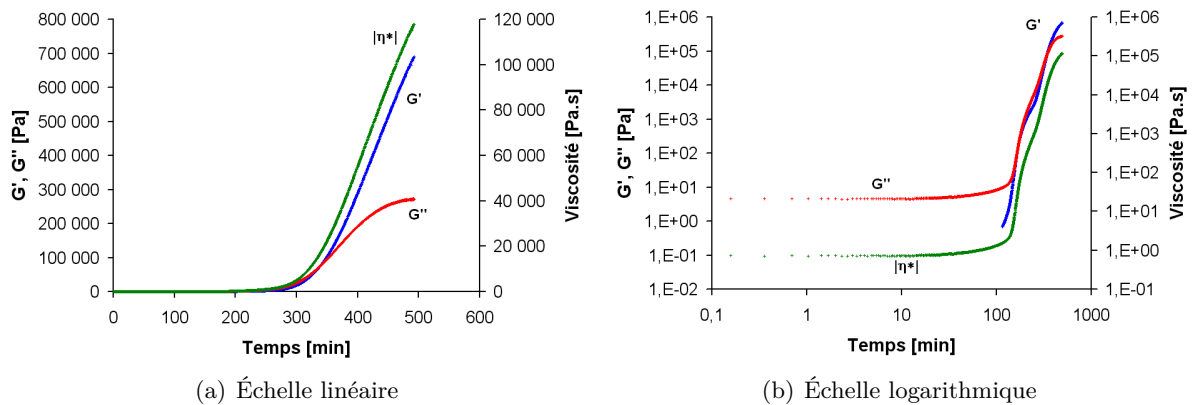 800 000
700 000
600 000
500 000
400 000
300 000
200 000
100 000
0
G', G" [Pa]
|η*|
G'
G"
120 000
100 000
80 000
60 000
40 000
20 000
0
Viscosité [Pa.s]
0 100 200 300 400 500 600
Temps [min]
(a) Échelle linéaire
1,E+06
1,E+05
1,E+04
1,E+03
1,E+02
1,E+01
1,E+00
1,E-01
1,E-02
G', G" [Pa]
G'
G"
|η*|
1,E+06
1,E+05
1,E+04
1,E+03
1,E+02
1,E+01
1,E+00
1,E-01
Viscosité [Pa.s]
0,1 1 10 100 1000
Temps [min]
(b) Échelle logarithmique